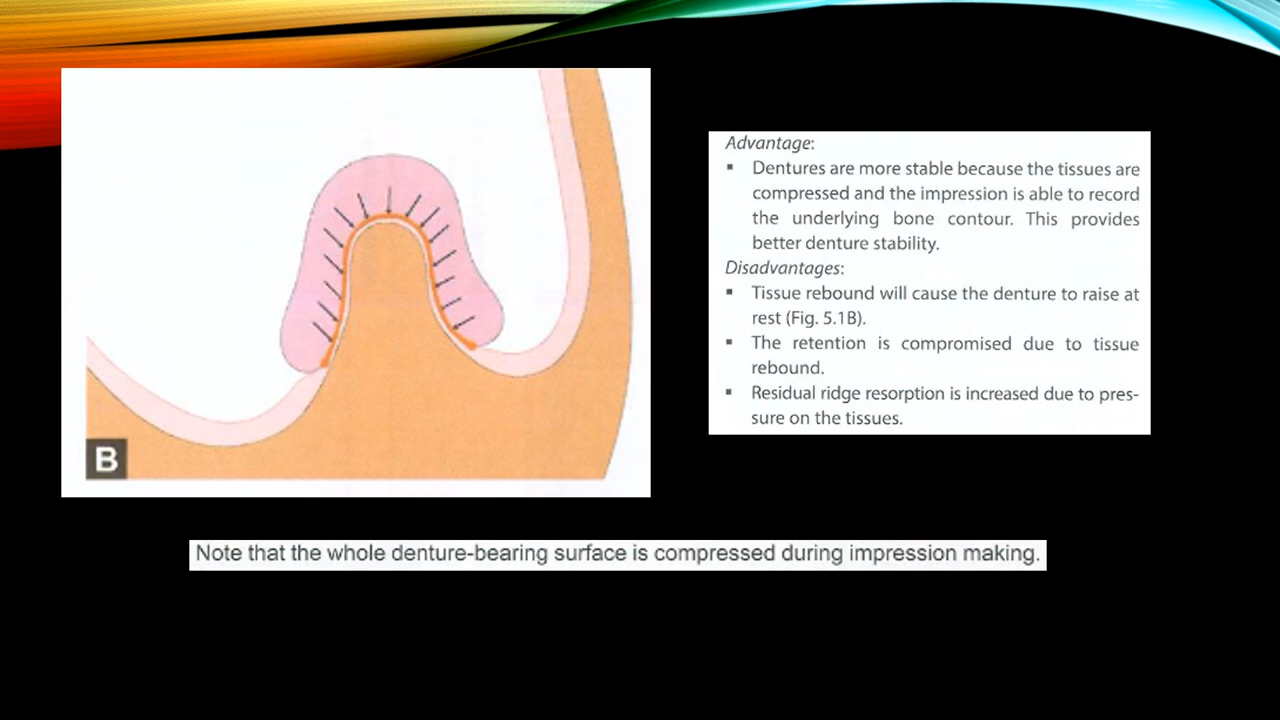 B
Advantage:
▪ Dentures are more stable because the tissues are
compressed and the impression is able to record
the underlying bone contour. This provides
better denture stability.
Disadvantages:
▪ Tissue rebound will cause the denture to raise at
rest (Fig. 5.1B).
▪ The retention is compromised due to tissue
rebound.
▪ Residual ridge resorption is increased due to pres-
sure on the tissues.
Note that the whole denture-bearing surface is compressed during impression making.